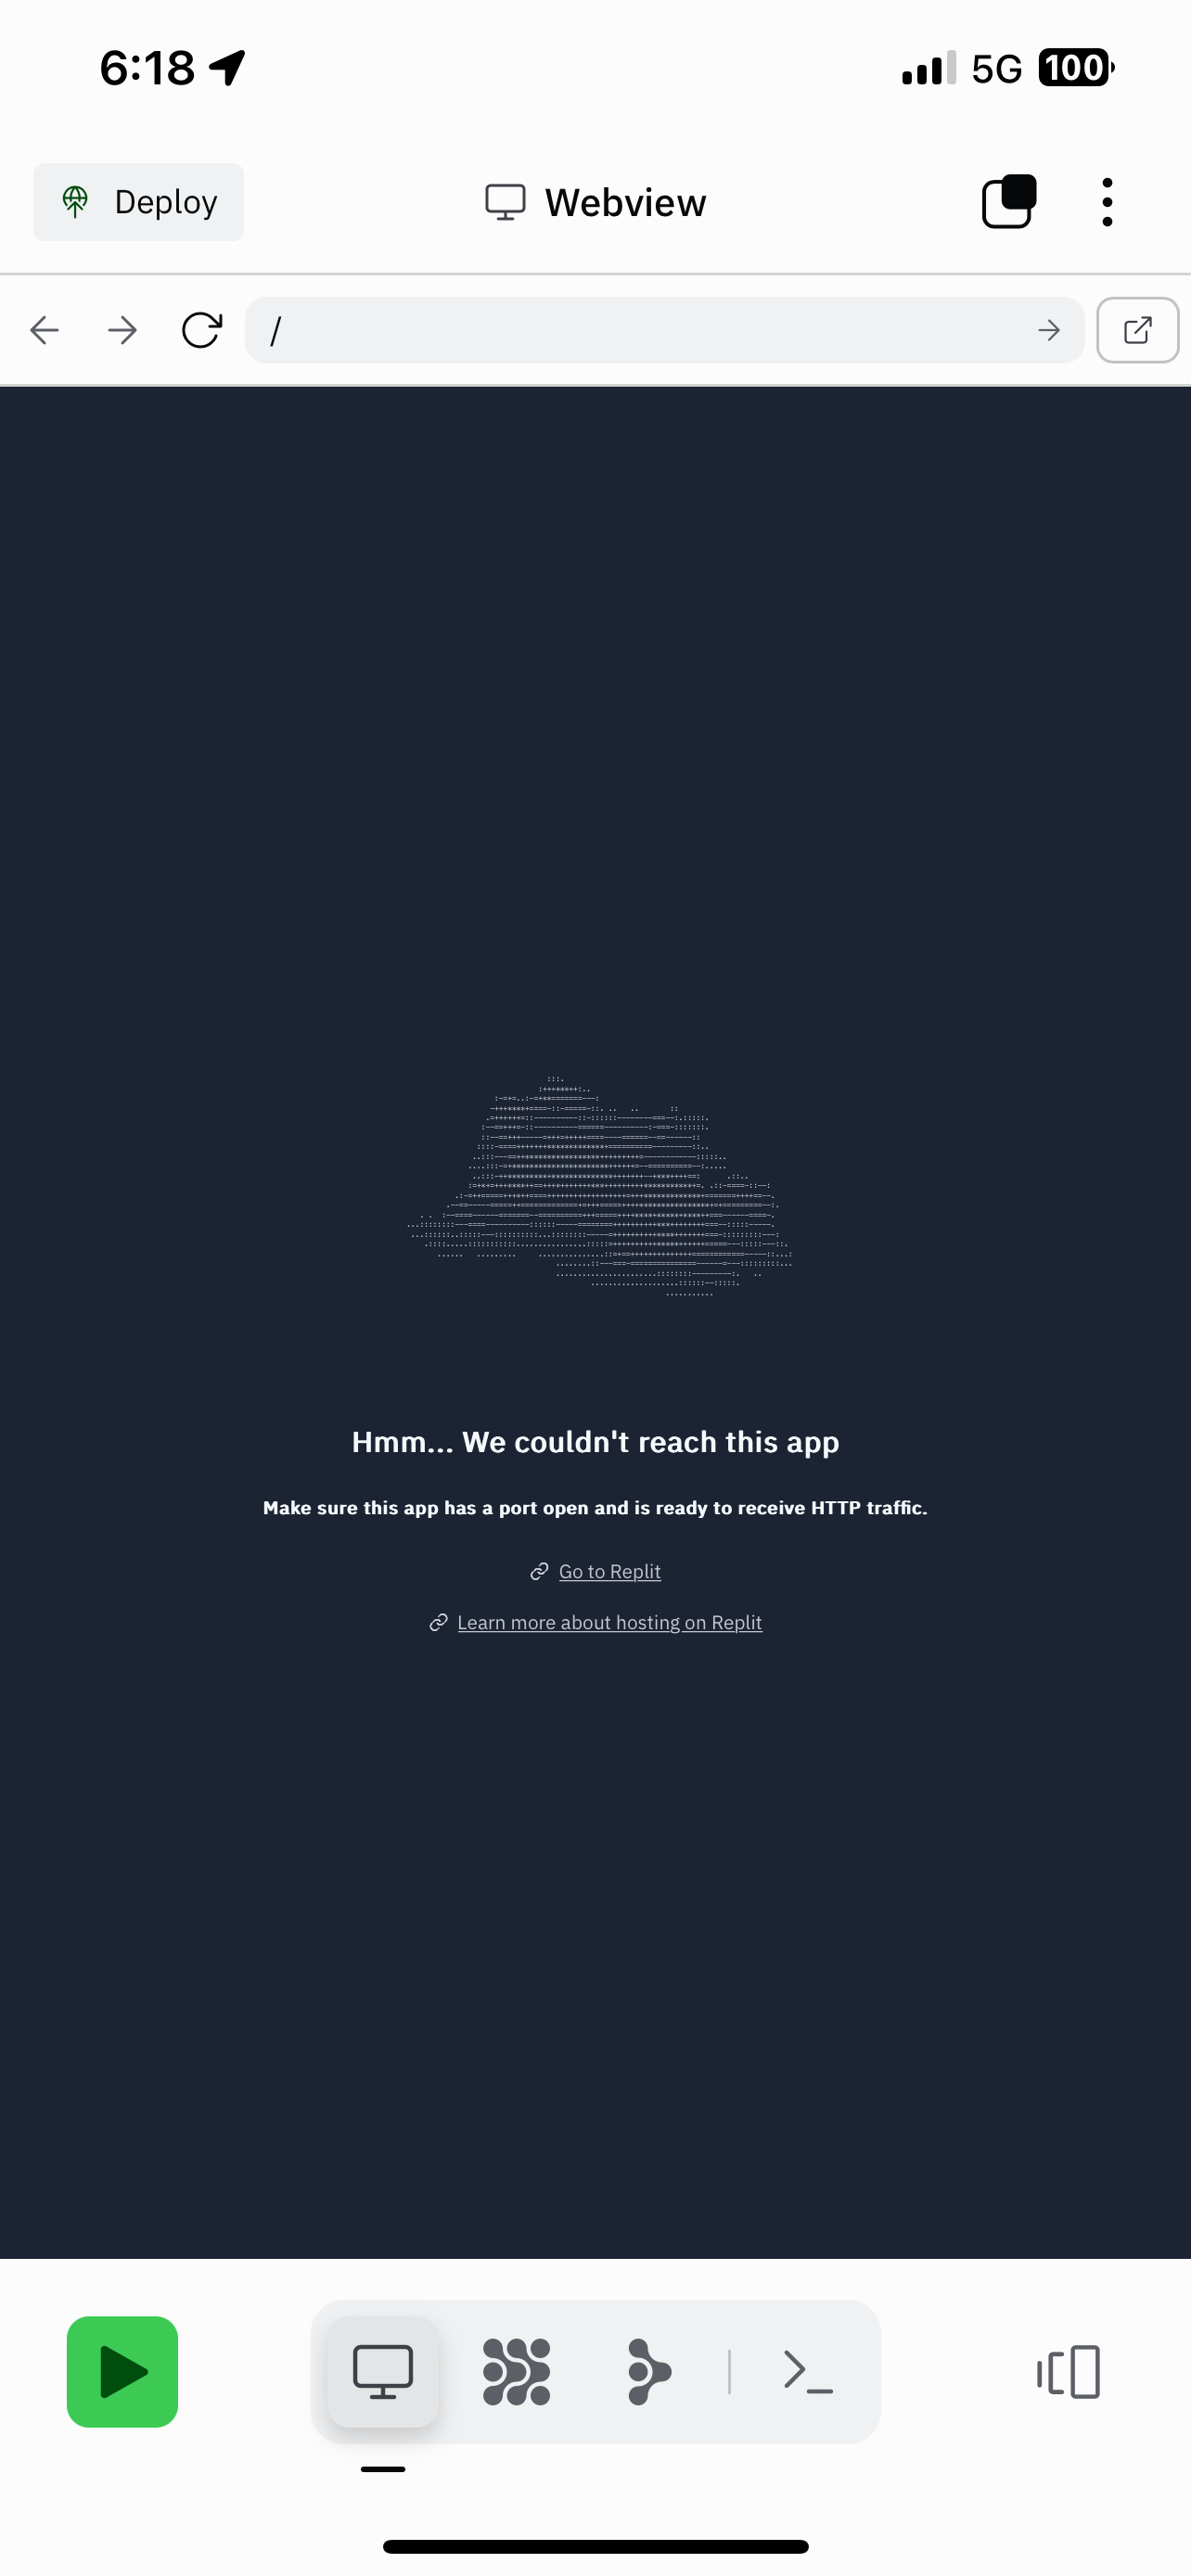 6:18
5G
100
Deploy
Webview
/
Hmm... We couldn't reach this app
Make sure this app has a port open and is ready to receive HTTP traffic.
Go to Replit
Learn more about hosting on Replit